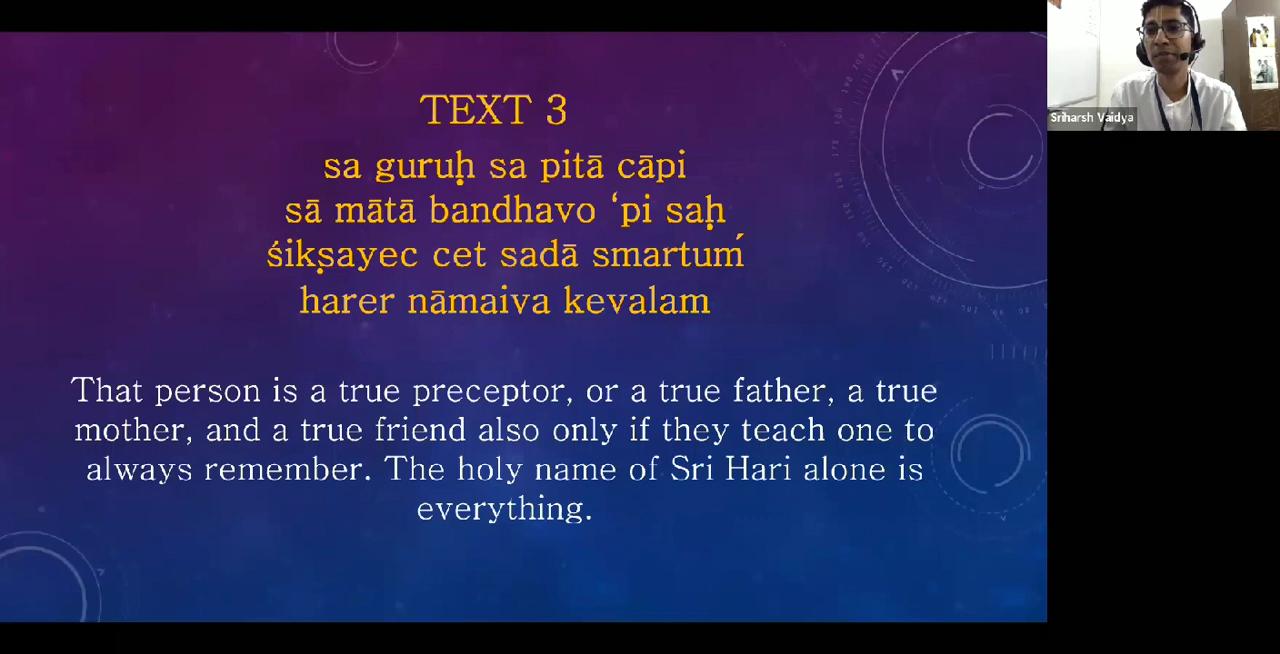 TEXT 3
sa guruḥ sa pitā cāpi
sā mātā bandhavo ‘pi saḥ
śikṣayec cet sadā smartuḿ
harer nāmaiva kevalam
That person is a true preceptor, or a true father, a true
mother, and a true friend also only if they teach one to
always remember. The holy name of Sri Hari alone is
everything.
Sriharsh Vaidya